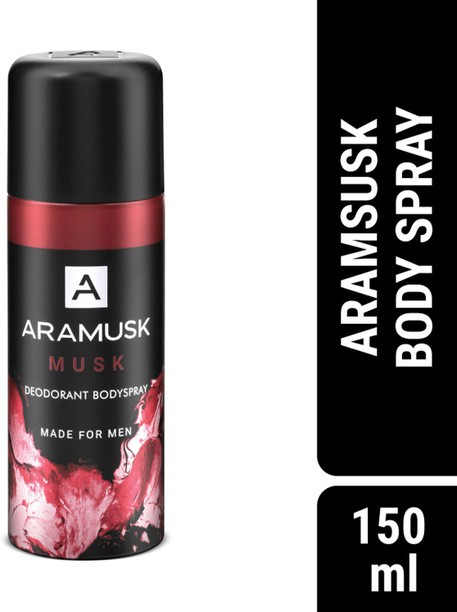 A
ARAMUSK
MUSK
DEODORANT BODYSPRAY
MADE FOR MEN
ARAMSUSK
BODY SPRAY
150
ml